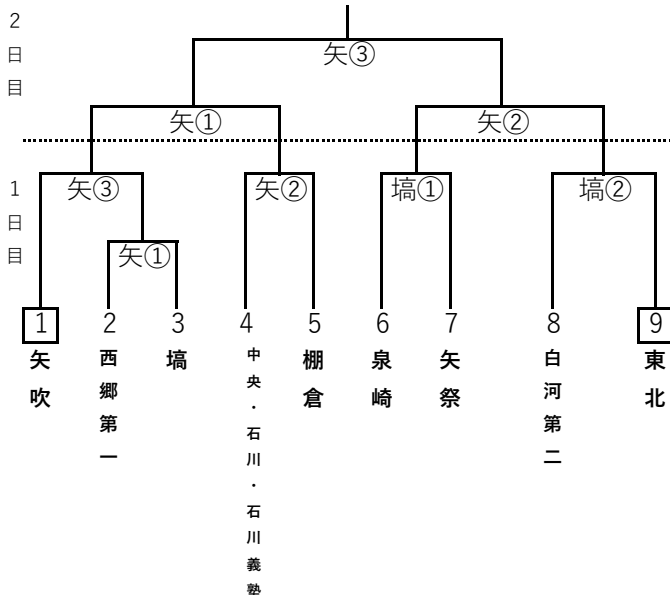 2日目
矢③
矢①
矢②
1日目
矢③
矢②
塙①
塙②
矢①
1
2
3
4
5
6
7
8
9
矢吹
西郷第一
塙
中央・石川・石川義塾
棚倉
泉崎
矢祭
白河第二
東北